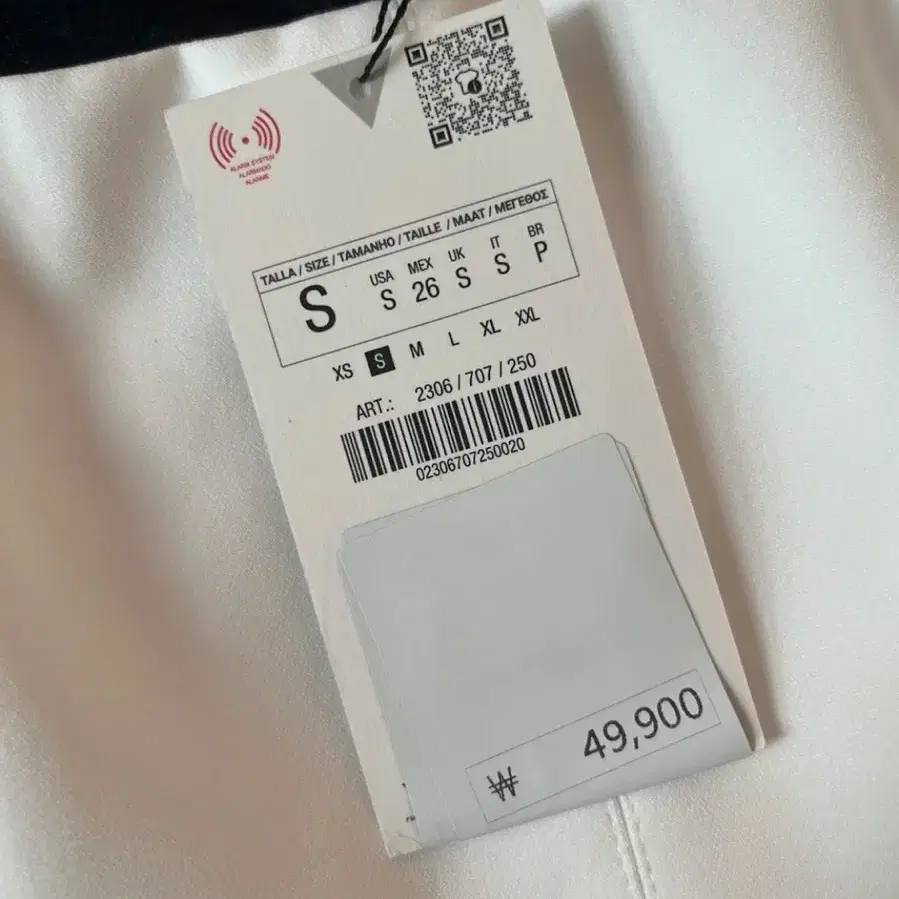 ALARM SYSTEM
ALARMANDO
ALARME
TALLA / SIZE / TAMANHO / TAILLE / MAAT / ΜΕΓΕΘΟΣ
S
USA MEX UK IT BR
S 26 S S P
XS S M L XL XXL
ART.: 2306 / 707 / 250
02306707250020
₩ 49,900